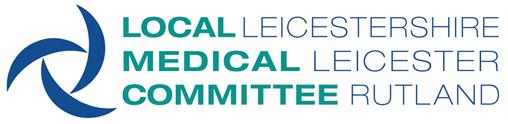 LOCAL LEICESTERSHIRE
MEDICAL LEICESTER
COMMITTEE RUTLAND